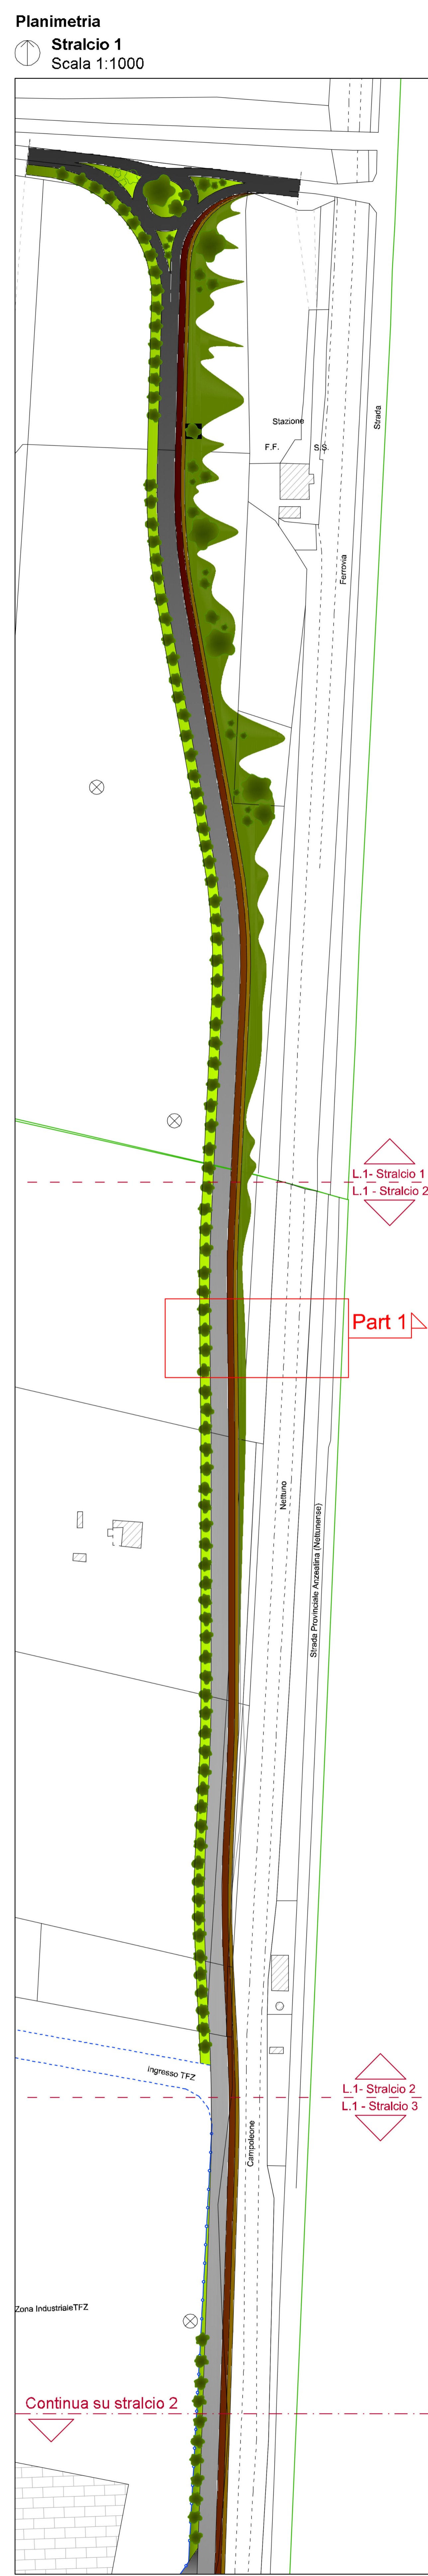 Planimetria
Stralcio 1
Scala 1:1000
Strada
Stazione
F.F. S.S.
Ferrovia
L.1- Stralcio 1
L.1 - Stralcio 2
Part 1
Nettuno
Strada Provinciale Anzeatina (Nettunense)
ingresso TFZ
L.1- Stralcio 2
L.1 - Stralcio 3
Campoleone
Zona IndustrialeTFZ
Continua su stralcio 2